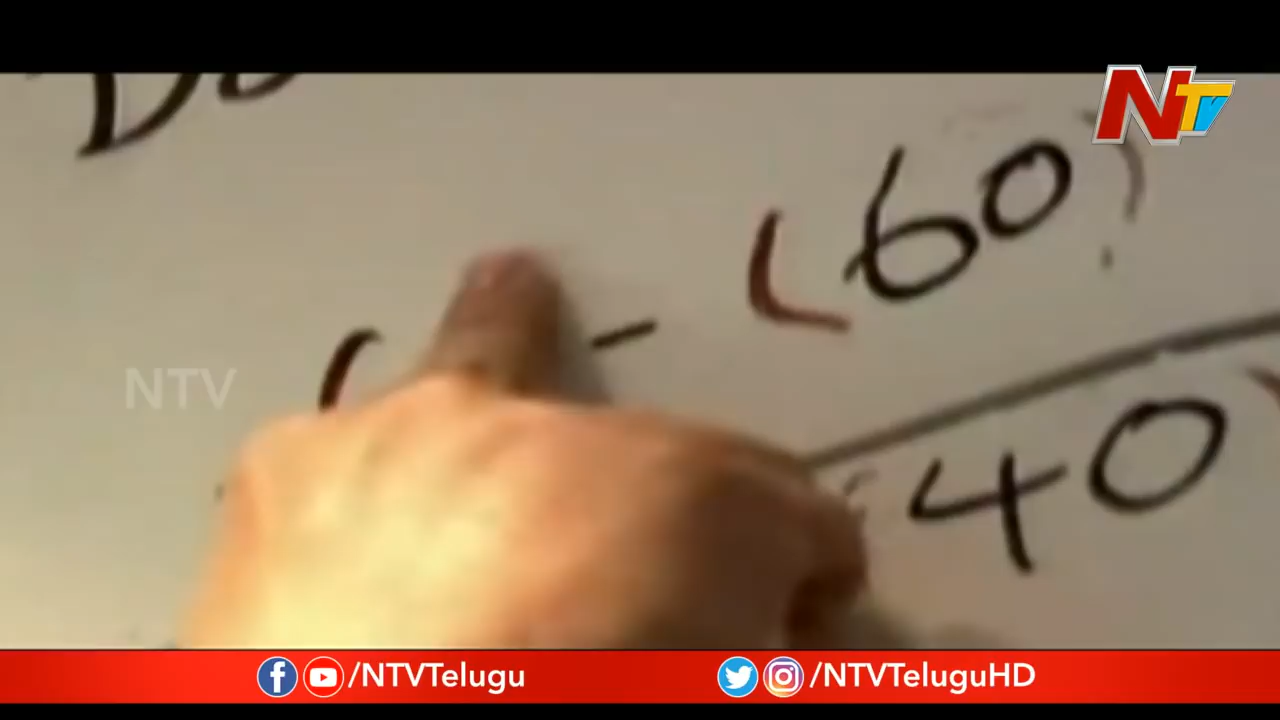 NTV
( - (60)
NTV
40)
/NTVTelugu
/NTVTeluguHD